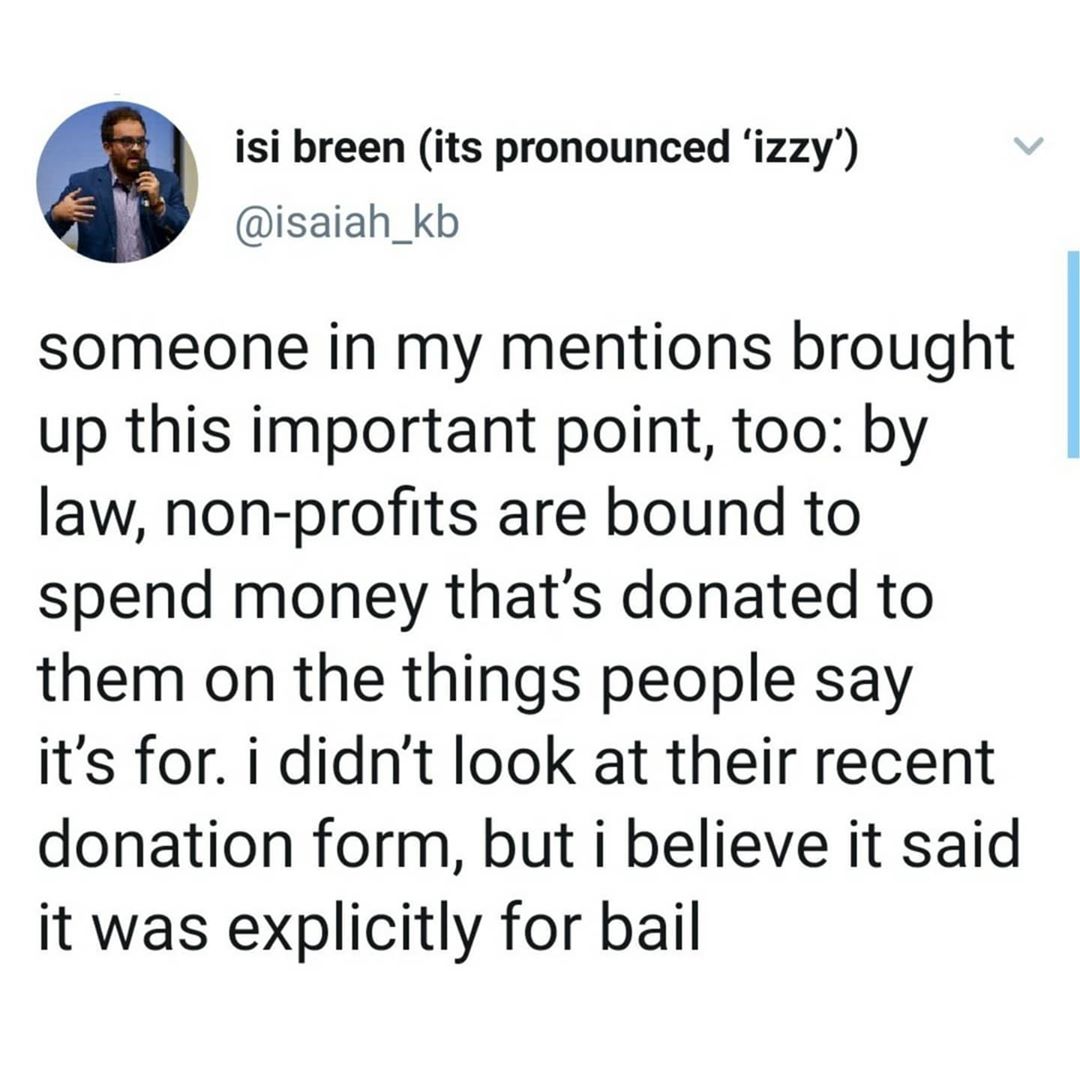 isi breen (its pronounced ‘izzy’)
@isaiah_kb
someone in my mentions brought
up this important point, too: by
law, non-profits are bound to
spend money that’s donated to
them on the things people say
it’s for. i didn’t look at their recent
donation form, but i believe it said
it was explicitly for bail